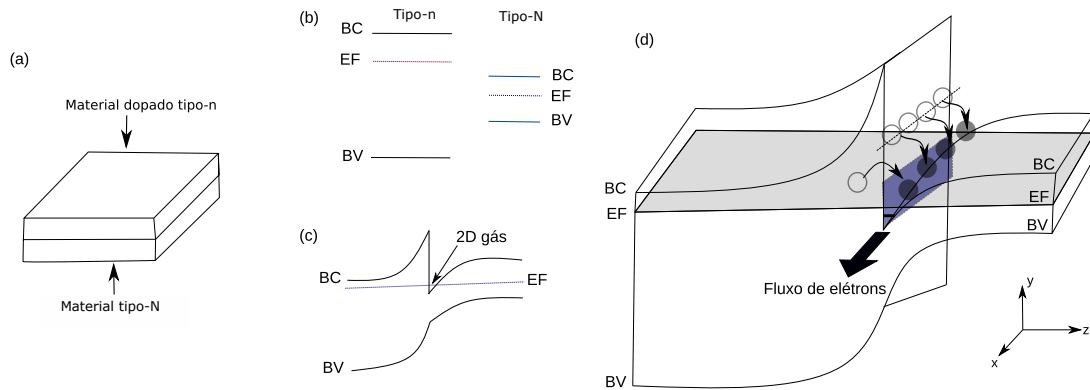 (a)
Material dopado tipo-n
Material tipo-N
(b)
Tipo-n
Tipo-N
BC
EF
BV
BC
EF
BV
(c)
2D gás
BC
EF
BV
(d)
BC
EF
BV
BC
EF
BV
Fluxo de elétrons
y
z
x